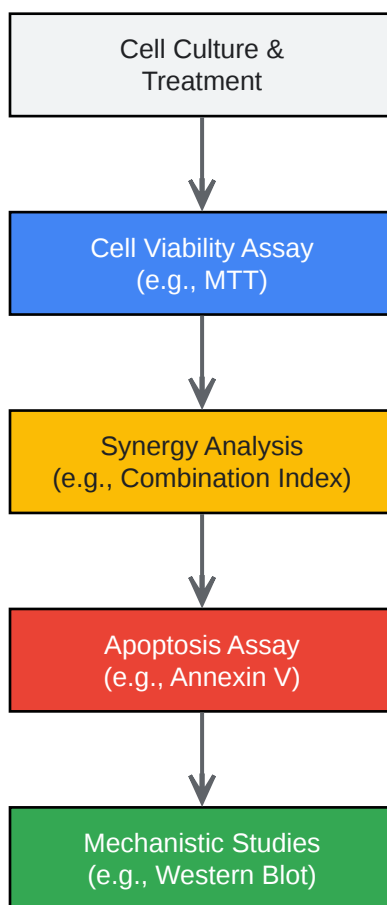 Cell Culture &
Treatment
Cell Viability Assay
(e.g., MTT)
Synergy Analysis
(e.g., Combination Index)
Apoptosis Assay
(e.g., Annexin V)
Mechanistic Studies
(e.g., Western Blot)